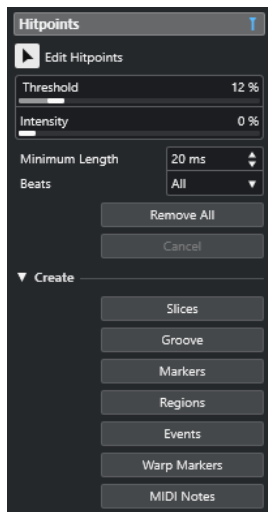 Hitpoints
Edit Hitpoints
Threshold 12 %
Intensity 0 %
Minimum Length 20 ms
Beats All
Remove All
Cancel
Create
Slices
Groove
Markers
Regions
Events
Warp Markers
MIDI Notes